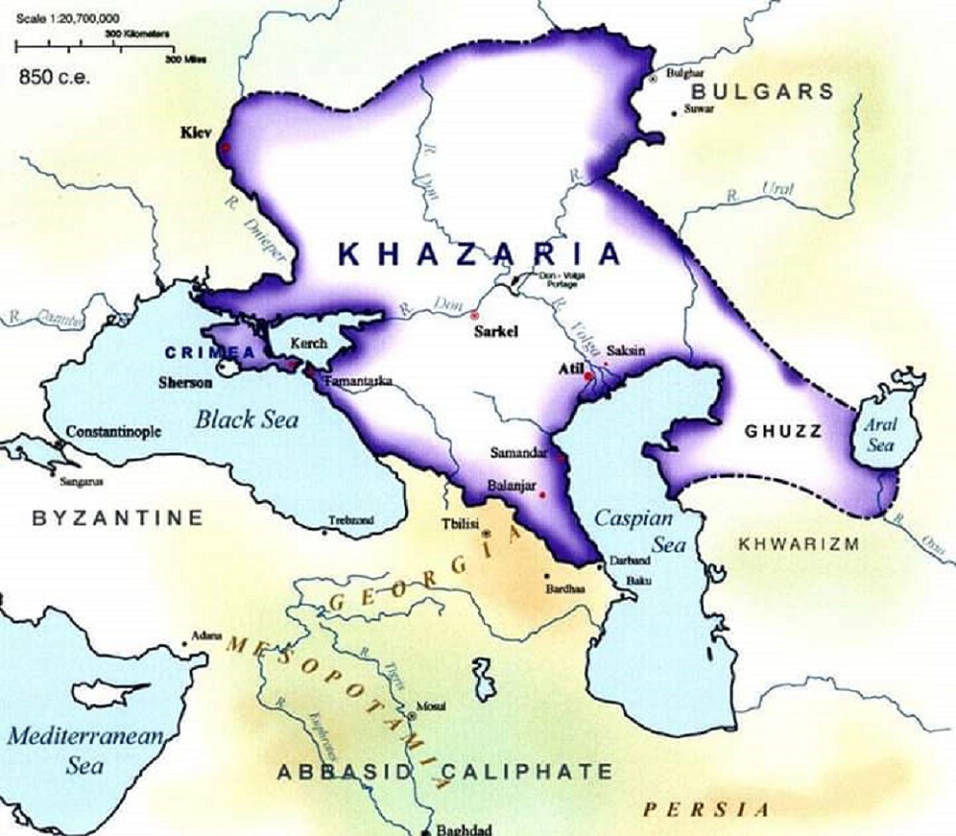 Scale 1:20,700,000
300 Kilometers
300 Miles
850 c.e.
Bulghar
BULGARS
Suwar
Kiev
R. Don
R.
R. Ural
R. Dnieper
KHAZARIA
Don - Volga
Portage
R. Danube
R. Don
R. Volga
Sarkel
Kerch
CRIMEA
Saksin
Atil
Sherson
Tamantarka
Black Sea
Aral
Sea
Constantinople
GHUZZ
Samandar
Sangarus
Balanjar
BYZANTINE
Trebzond
Tbilisi
Caspian
Sea
KHWARIZM
R. Oxus
GEORGIA
Darband
Bardhaa
Baku
Adana
MESOPOTAMIA
R. Tigris
Mosul
R. Euphrates
Mediterranean
Sea
ABBASID CALIPHATE
PERSIA
Baghdad